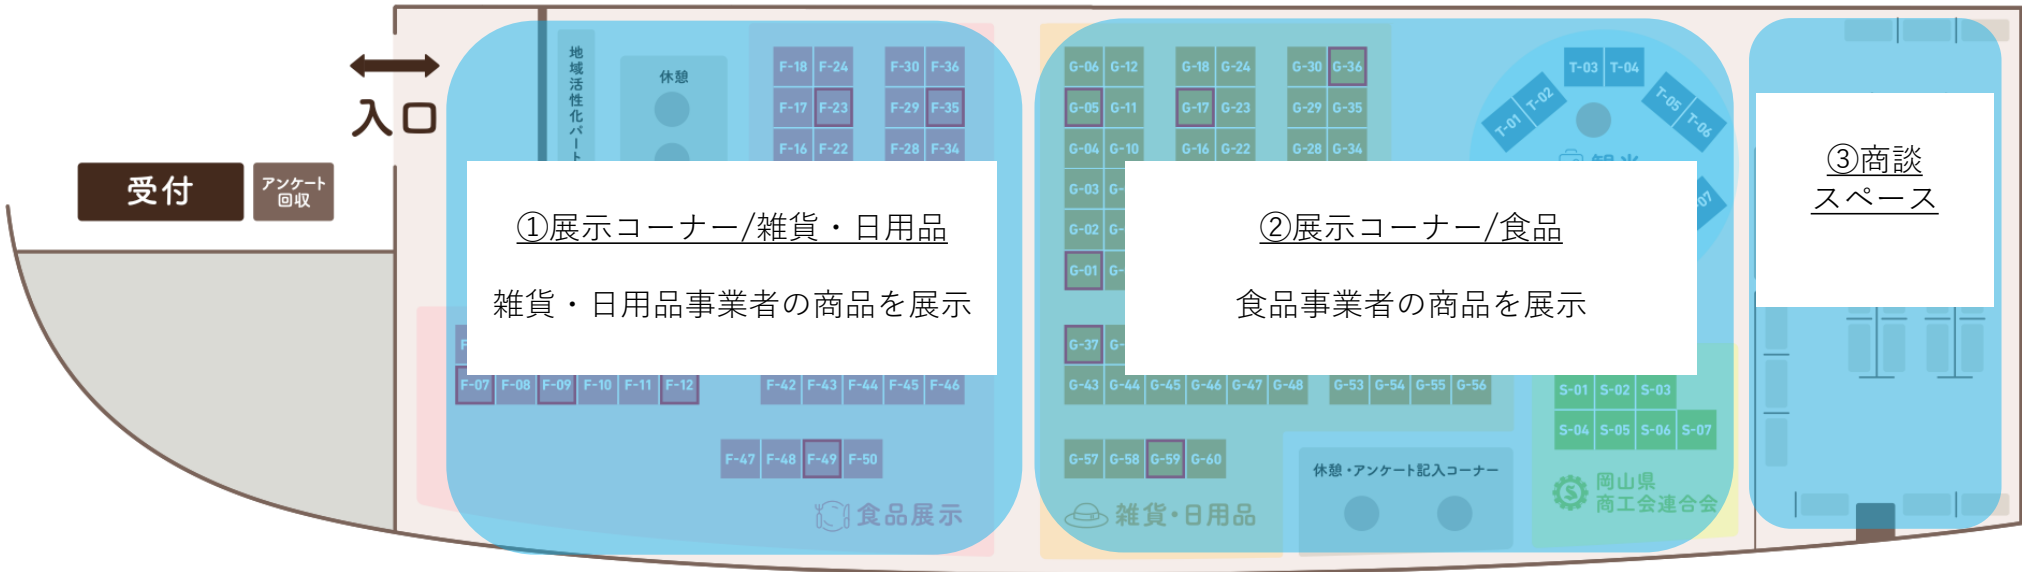 入口
受付
アンケート
回収
地域活性化パート
休憩
F-18 F-24 F-30 F-36
F-17 F-23 F-29 F-35
F-16 F-22 F-28 F-34
①展示コーナー/雑貨・日用品
雑貨・日用品事業者の商品を展示
F-07 F-08 F-09 F-10 F-11 F-12
F-42 F-43 F-44 F-45 F-46
F-47 F-48 F-49 F-50
食品展示
G-06 G-12 G-18 G-24 G-30 G-36
G-05 G-11 G-17 G-23 G-29 G-35
G-04 G-10 G-16 G-22 G-28 G-34
G-03
G-02
G-01
T-01 T-02 T-03 T-04 T-05 T-06
観光
②展示コーナー/食品
食品事業者の商品を展示
G-37
G-43 G-44 G-45 G-46 G-47 G-48 G-53 G-54 G-55 G-56
G-57 G-58 G-59 G-60
雑貨・日用品
休憩・アンケート記入コーナー
S-01 S-02 S-03
S-04 S-05 S-06 S-07
岡山県
商工会連合会
③商談
スペース